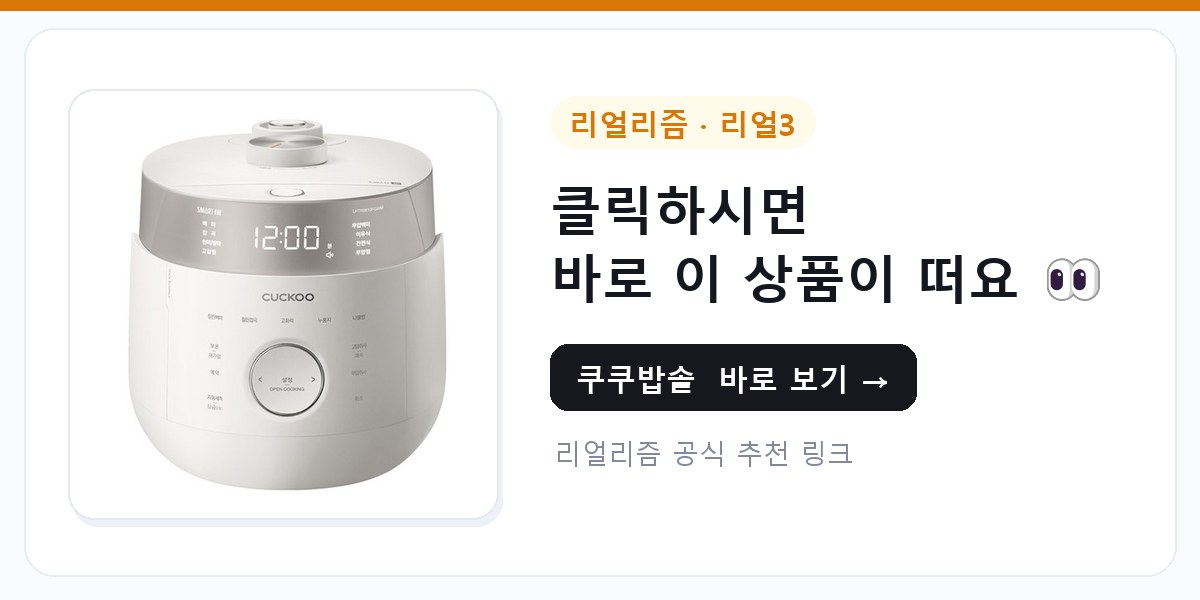 리얼리즘 · 리얼3
클릭하시면
바로 이 상품이 떠요 👀
쿠쿠밥솥 바로 보기 →
리얼리즘 공식 추천 링크
12:00
CUCKOO
OPEN COOKING